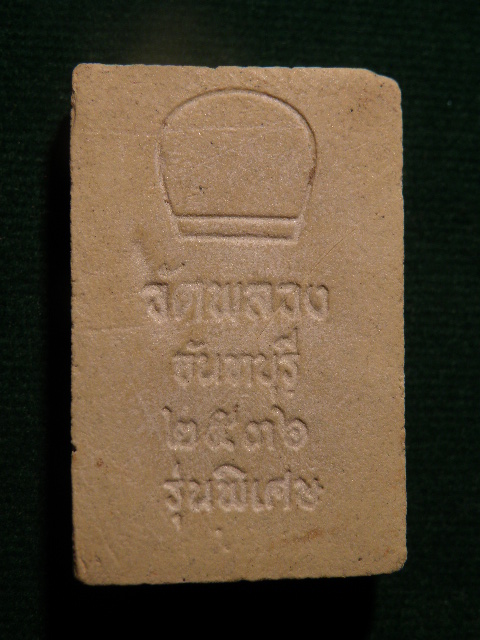 วัดพลวง
จันทบุรี
๒๕๓๖
รุ่นพิเศษ